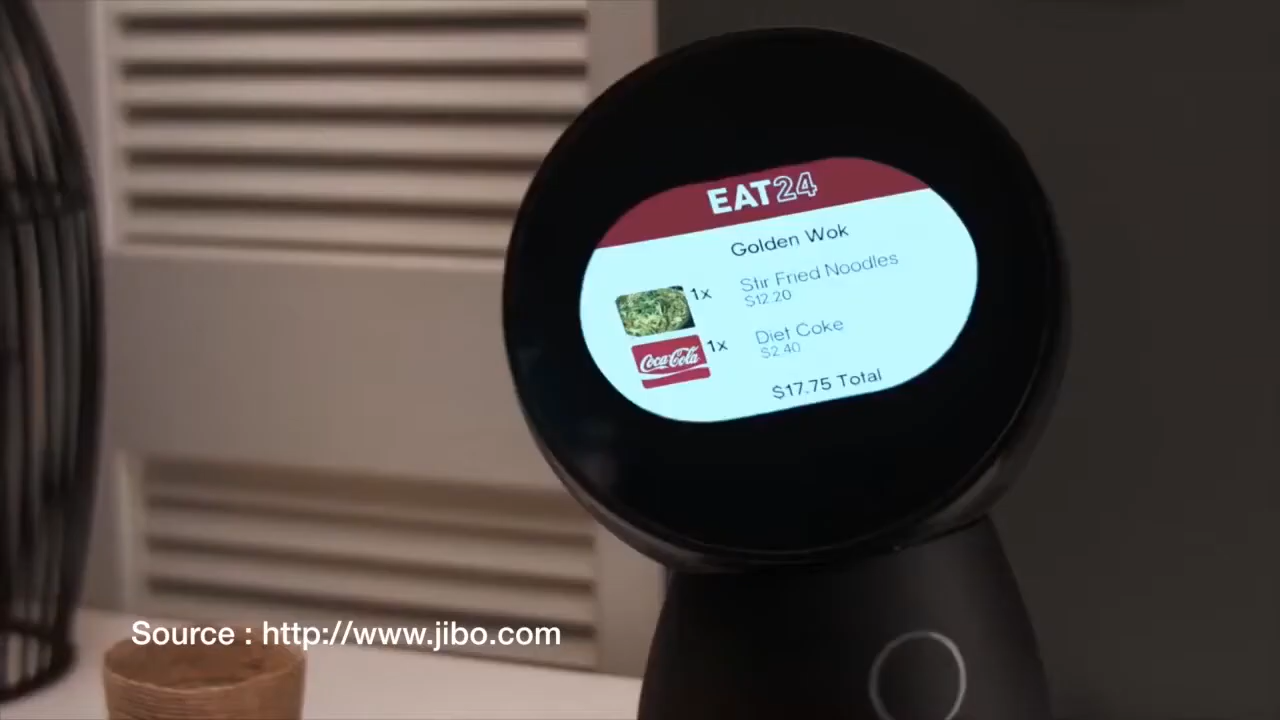 EAT24
Golden Wok
1x Stir Fried Noodles
$12.20
Coca-Cola
1x Diet Coke
$2.40
$17.75 Total
Source : http://www.jibo.com